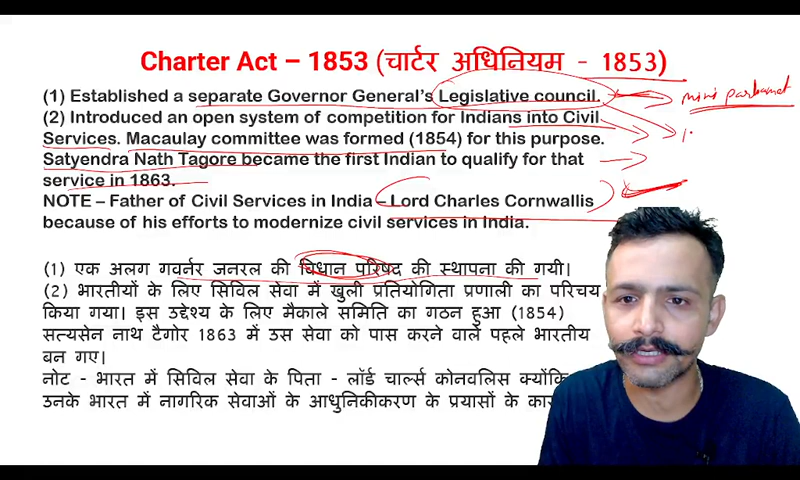 Charter Act – 1853 (चार्टर अधिनियम - 1853)
(1) Established a separate Governor General's Legislative council.
mini parlament
(2) Introduced an open system of competition for Indians into Civil
Services. Macaulay committee was formed (1854) for this purpose.
Satyendra Nath Tagore became the first Indian to qualify for that
service in 1863.
NOTE – Father of Civil Services in India – Lord Charles Cornwallis
because of his efforts to modernize civil services in India.
(1) एक अलग गवर्नर जनरल की विधान परिषद की स्थापना की गयी।
(2) भारतीयों के लिए सिविल सेवा में खुली प्रतियोगिता प्रणाली का परिचय
किया गया। इस उद्देश्य के लिए मैकाले समिति का गठन हुआ (1854)
सत्यसेन नाथ टैगोर 1863 में उस सेवा को पास करने वाले पहले भारतीय
बन गए।
नोट - भारत में सिविल सेवा के पिता - लॉर्ड चार्ल्स कोनवलिस क्योंकि
उनके भारत में नागरिक सेवाओं के आधुनिकीकरण के प्रयासों के